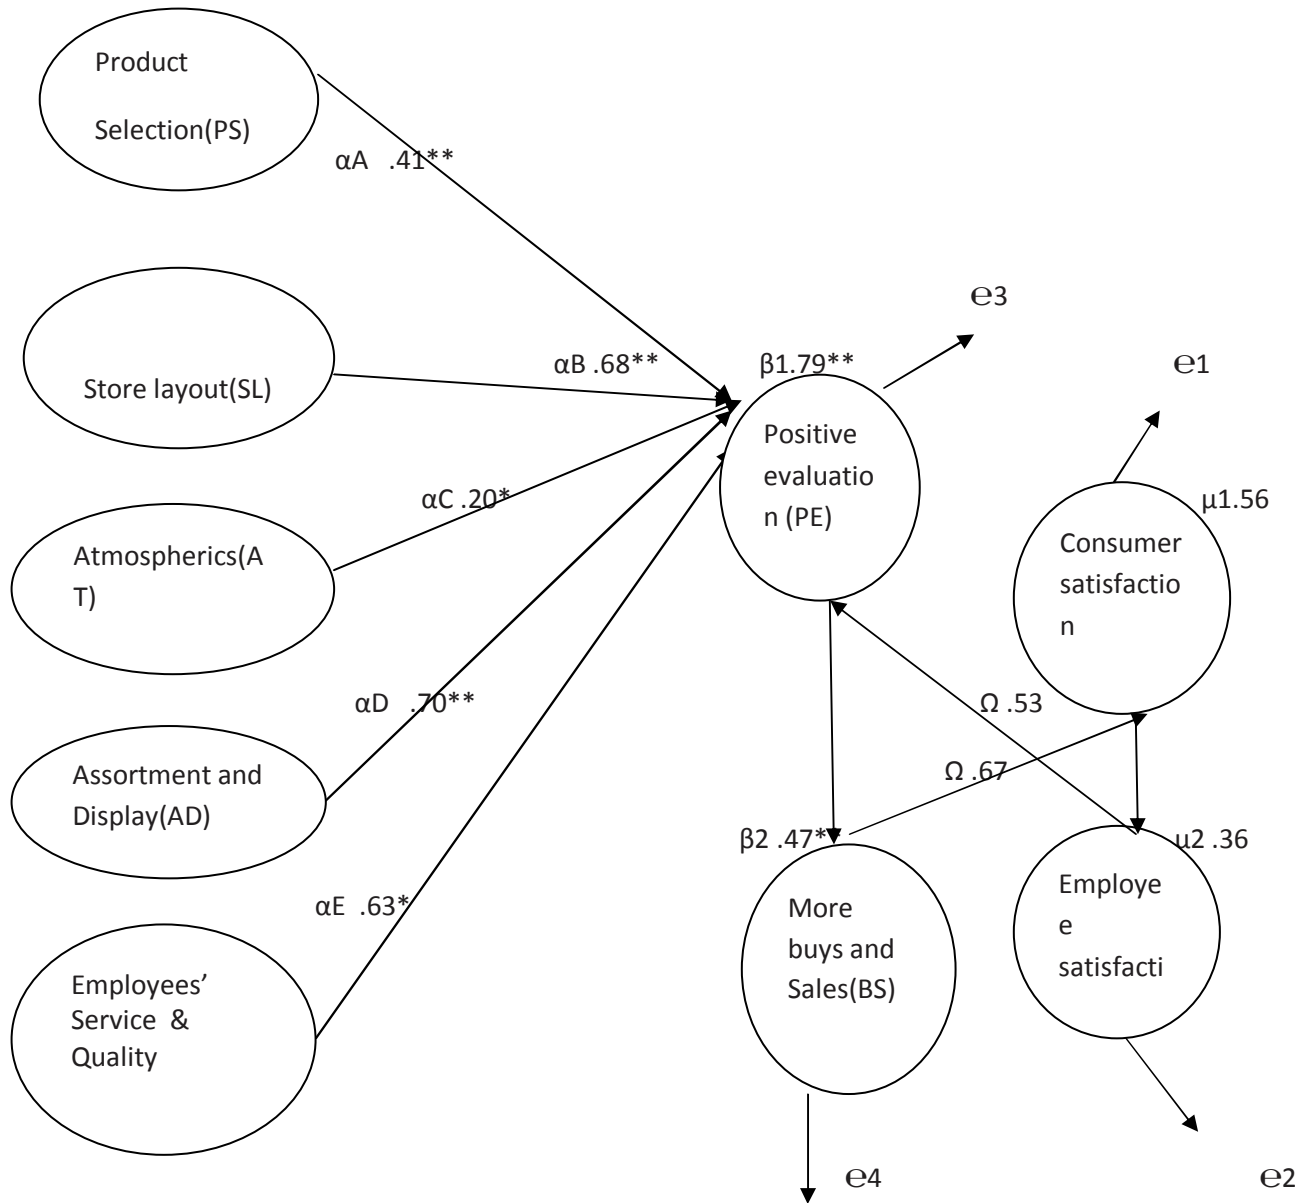 Product
Selection(PS)
αA .41**
Store layout(SL)
αB .68**
Atmospherics(A
T)
αC .20*
Assortment and
Display(AD)
αD .70**
Employees’
Service &
Quality
αE .63*
β1.79**
e3
Positive
evaluatio
n (PE)
e1
μ1.56
Consumer
satisfactio
n
Ω .53
Ω .67
β2 .47**
More
buys and
Sales(BS)
e4
μ2 .36
Employe
e
satisfacti
e2